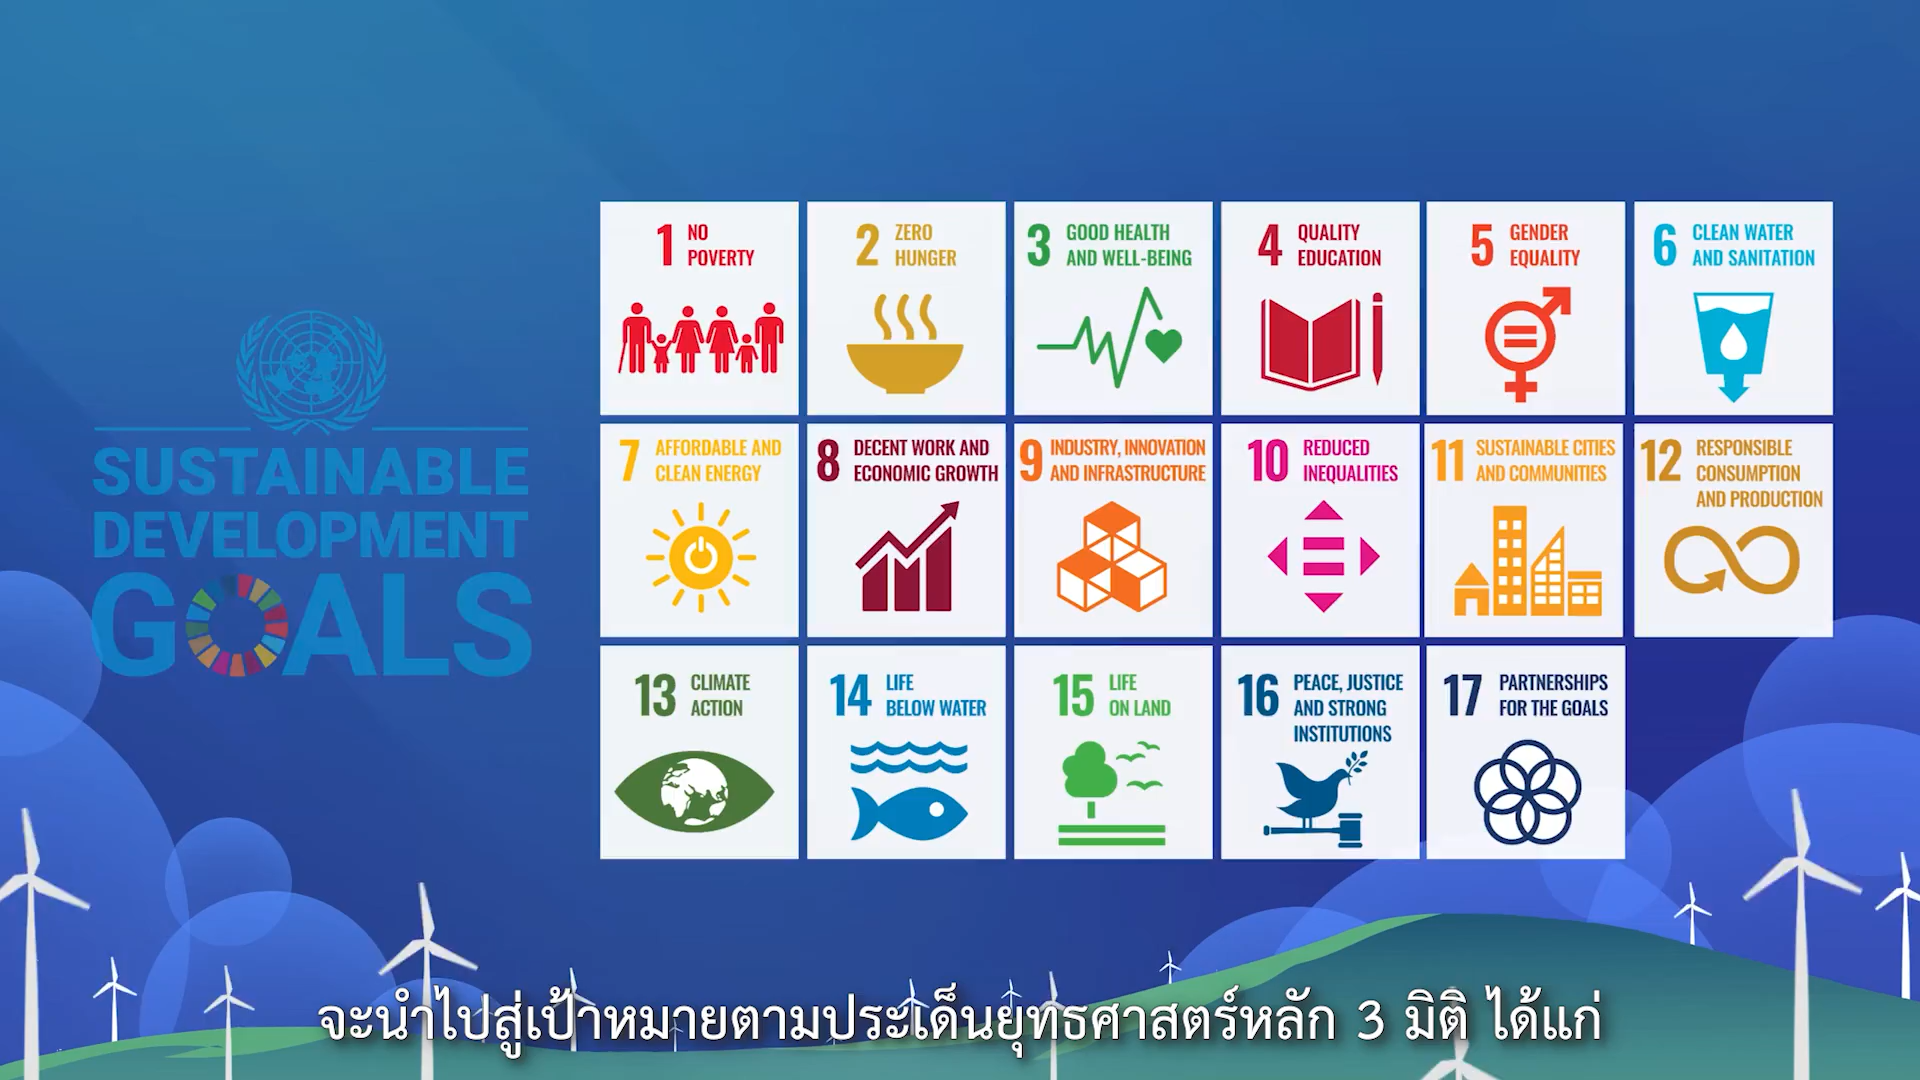 SUSTAINABLE
DEVELOPMENT
GOALS
1 NO
POVERTY
2 ZERO
HUNGER
3 GOOD HEALTH
AND WELL-BEING
4 QUALITY
EDUCATION
5 GENDER
EQUALITY
6 CLEAN WATER
AND SANITATION
7 AFFORDABLE AND
CLEAN ENERGY
8 DECENT WORK AND
ECONOMIC GROWTH
9 INDUSTRY, INNOVATION
AND INFRASTRUCTURE
10 REDUCED
INEQUALITIES
11 SUSTAINABLE CITIES
AND COMMUNITIES
12 RESPONSIBLE
CONSUMPTION
AND PRODUCTION
13 CLIMATE
ACTION
14 LIFE
BELOW WATER
15 LIFE
ON LAND
16 PEACE, JUSTICE
AND STRONG
INSTITUTIONS
17 PARTNERSHIPS
FOR THE GOALS
จะนำไปสู่เป้าหมายตามประเด็นยุทธศาสตร์หลัก 3 มิติ ได้แก่